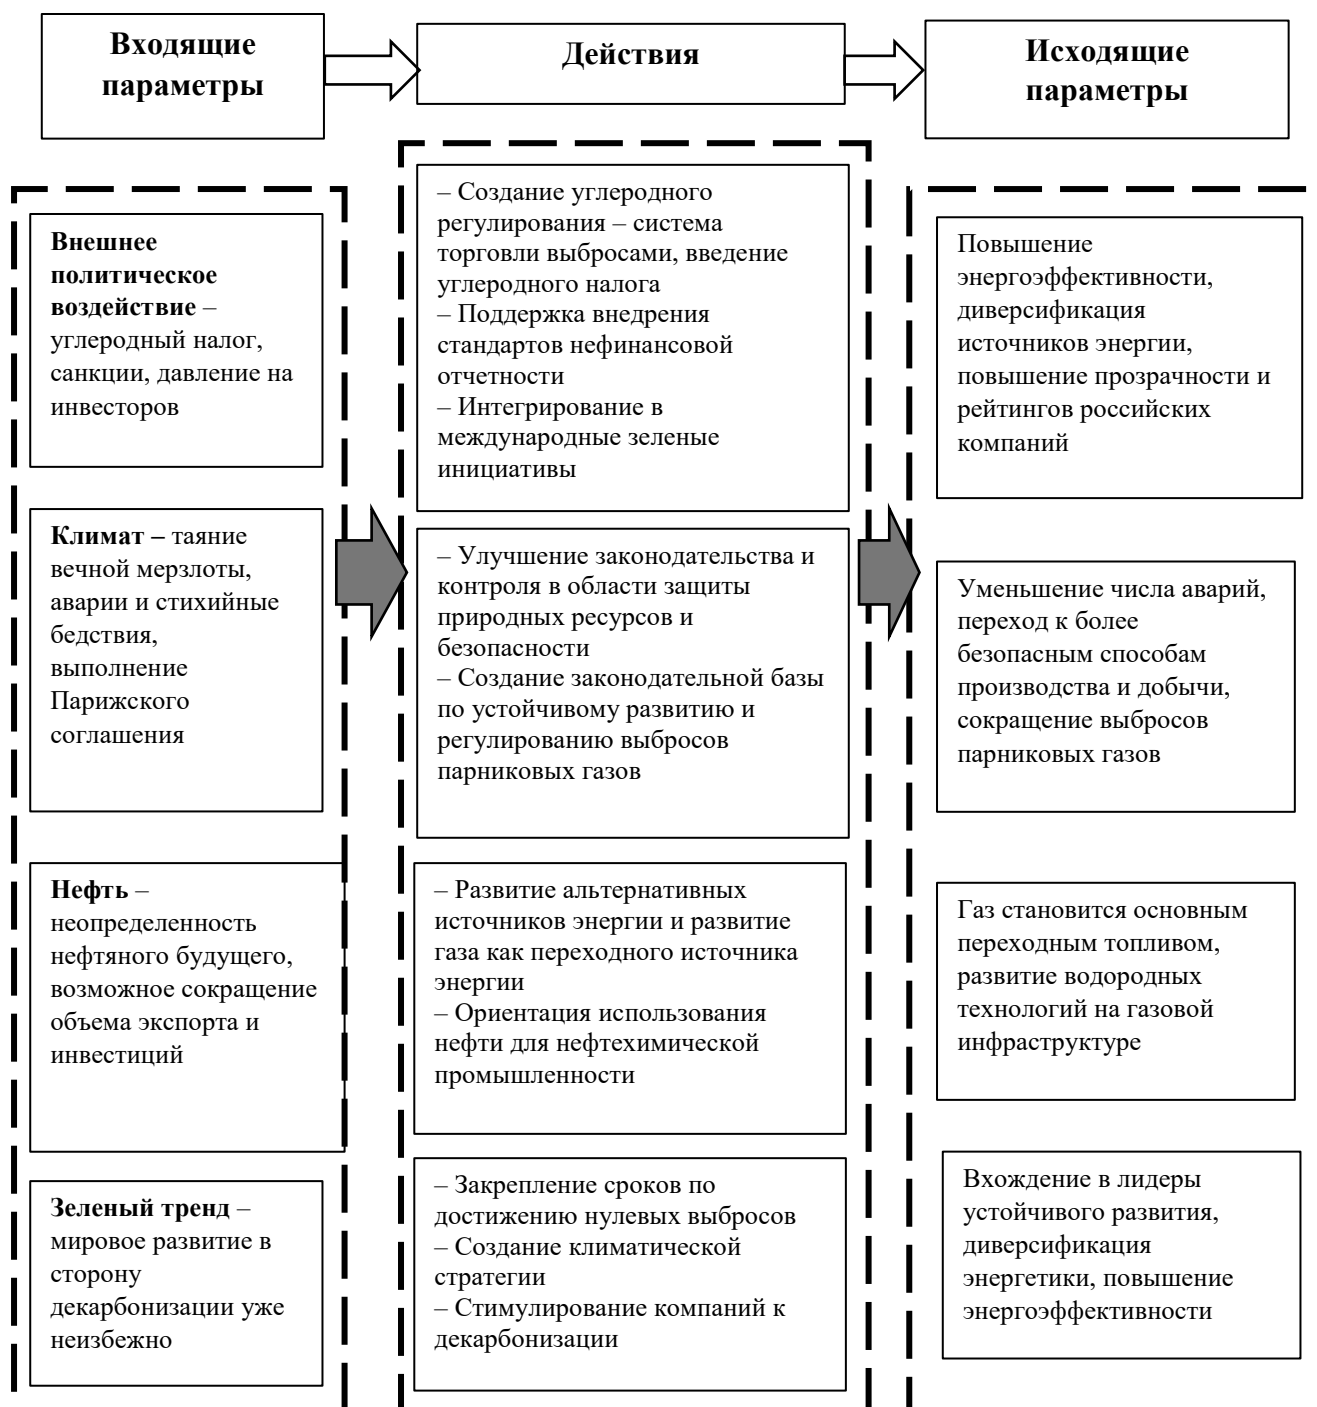 Входящие
параметры
Действия
Исходящие
параметры
Внешнее
политическое
воздействие –
углеродный налог,
санкции, давление на
инвесторов
Климат – таяние
вечной мерзлоты,
аварии и стихийные
бедствия,
выполнение
Парижского
соглашения
Нефть –
неопределенность
нефтяного будущего,
возможное сокращение
объема экспорта и
инвестиций
Зеленый тренд –
мировое развитие в
сторону
декарбонизации уже
неизбежно
– Создание углеродного
регулирования – система
торговли выбросами, введение
углеродного налога
– Поддержка внедрения
стандартов нефинансовой
отчетности
– Интегрирование в
международные зеленые
инициативы
– Улучшение законодательства и
контроля в области защиты
природных ресурсов и
безопасности
– Создание законодательной базы
по устойчивому развитию и
регулированию выбросов
парниковых газов
– Развитие альтернативных
источников энергии и развитие
газа как переходного источника
энергии
– Ориентация использования
нефти для нефтехимической
промышленности
– Закрепление сроков по
достижению нулевых выбросов
– Создание климатической
стратегии
– Стимулирование компаний к
декарбонизации
Повышение
энергоэффективности,
диверсификация
источников энергии,
повышение прозрачности и
рейтингов российских
компаний
Уменьшение числа аварий,
переход к более
безопасным способам
производства и добычи,
сокращение выбросов
парниковых газов
Газ становится основным
переходным топливом,
развитие водородных
технологий на газовой
инфраструктуре
Вхождение в лидеры
устойчивого развития,
диверсификация
энергетики, повышение
энергоэффективности